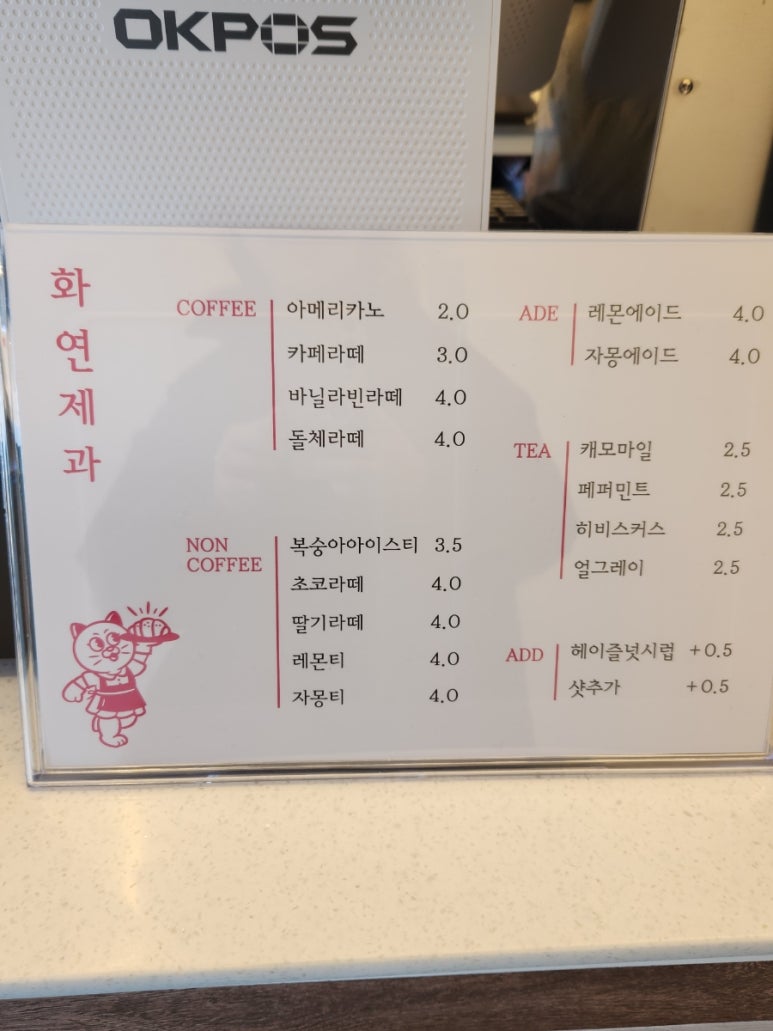 OKPOS
화연제과
COFFEE
아메리카노 2.0
카페라떼 3.0
바닐라빈라떼 4.0
돌체라떼 4.0
NON
COFFEE
복숭아아이스티 3.5
초코라떼 4.0
딸기라떼 4.0
레몬티 4.0
자몽티 4.0
ADE
레몬에이드 4.0
자몽에이드 4.0
TEA
캐모마일 2.5
페퍼민트 2.5
히비스커스 2.5
얼그레이 2.5
ADD
헤이즐넛시럽 +0.5
샷추가 +0.5